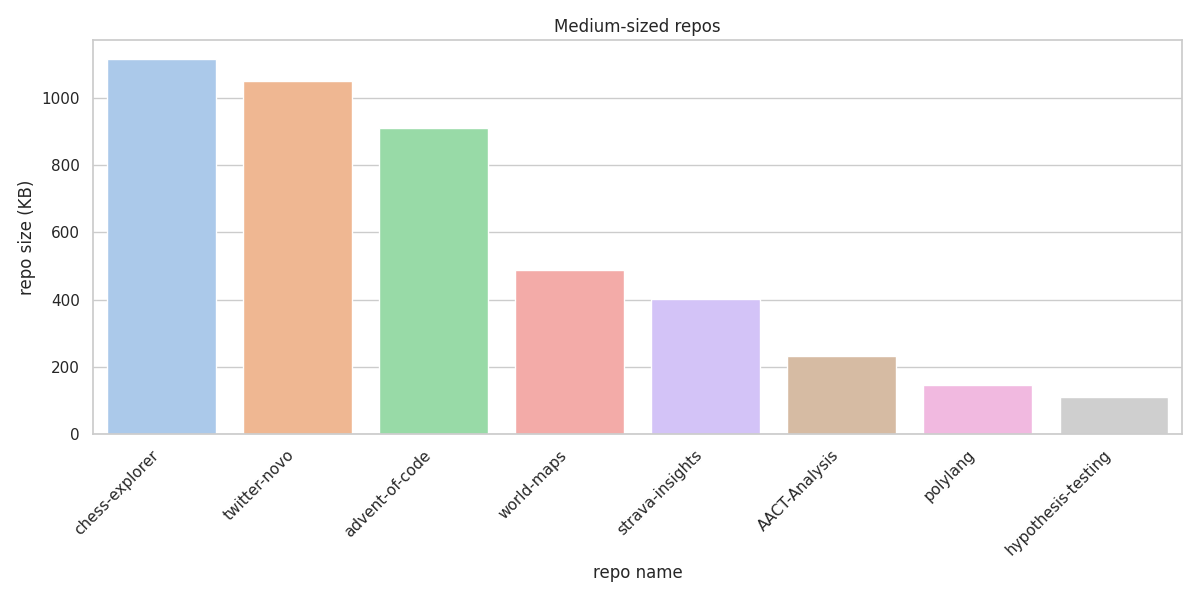 Medium-sized repos
repo size (KB)
1000
800
600
400
200
0
chess-explorer
twitter-novo
advent-of-code
world-maps
strava-insights
AACT-Analysis
polylang
hypothesis-testing
repo name